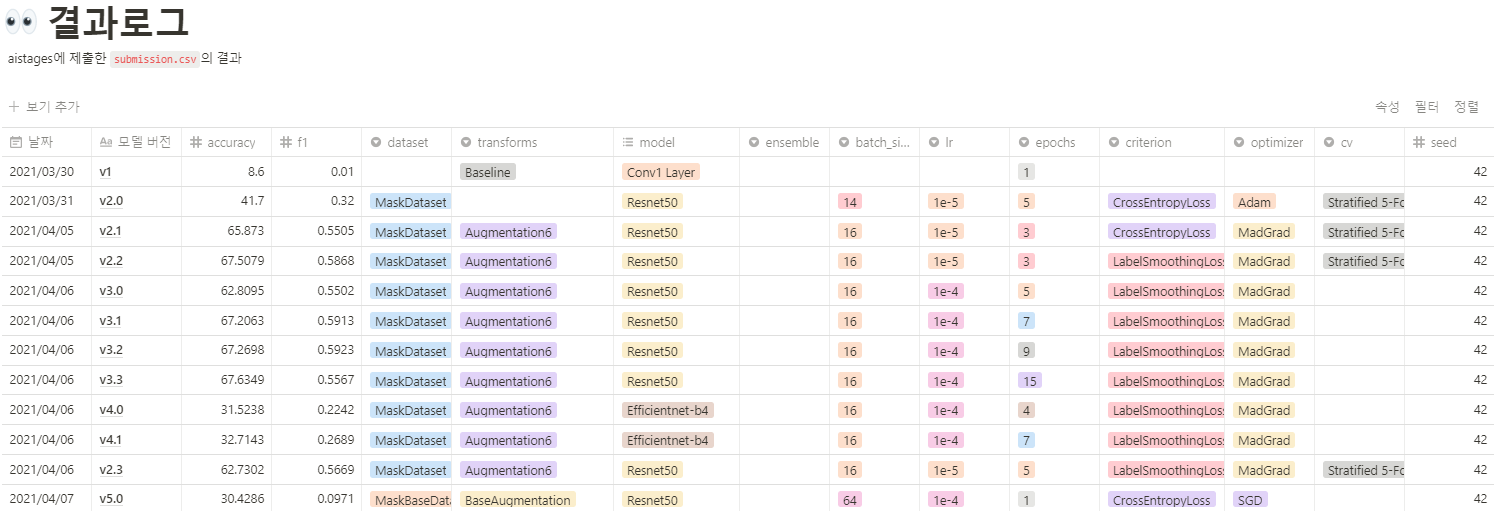 👀 결과로그
aistages에 제출한 submission.csv의 결과
+ 보기 추가 속성 필터 정렬
날짜 Aa 모델 버전 # accuracy # f1 dataset transforms model ensemble batch_si... lr epochs criterion optimizer cv # seed
2021/03/30 v1 8.6 0.01 Baseline Conv1 Layer 1 42
2021/03/31 v2.0 41.7 0.32 MaskDataset Resnet50 14 1e-5 5 CrossEntropyLoss Adam Stratified 5-Fo 42
2021/04/05 v2.1 65.873 0.5505 MaskDataset Augmentation6 Resnet50 16 1e-5 3 CrossEntropyLoss MadGrad Stratified 5-Fo 42
2021/04/05 v2.2 67.5079 0.5868 MaskDataset Augmentation6 Resnet50 16 1e-5 3 LabelSmoothingLoss MadGrad Stratified 5-Fo 42
2021/04/06 v3.0 62.8095 0.5502 MaskDataset Augmentation6 Resnet50 16 1e-4 5 LabelSmoothingLoss MadGrad 42
2021/04/06 v3.1 67.2063 0.5913 MaskDataset Augmentation6 Resnet50 16 1e-4 7 LabelSmoothingLoss MadGrad 42
2021/04/06 v3.2 67.2698 0.5923 MaskDataset Augmentation6 Resnet50 16 1e-4 9 LabelSmoothingLoss MadGrad 42
2021/04/06 v3.3 67.6349 0.5567 MaskDataset Augmentation6 Resnet50 16 1e-4 15 LabelSmoothingLoss MadGrad 42
2021/04/06 v4.0 31.5238 0.2242 MaskDataset Augmentation6 Efficientnet-b4 16 1e-4 4 LabelSmoothingLoss MadGrad 42
2021/04/06 v4.1 32.7143 0.2689 MaskDataset Augmentation6 Efficientnet-b4 16 1e-4 7 LabelSmoothingLoss MadGrad 42
2021/04/06 v2.3 62.7302 0.5669 MaskDataset Augmentation6 Resnet50 16 1e-5 5 LabelSmoothingLoss MadGrad Stratified 5-Fo 42
2021/04/07 v5.0 30.4286 0.0971 MaskBaseData BaseAugmentation Resnet50 64 1e-4 1 CrossEntropyLoss SGD 42